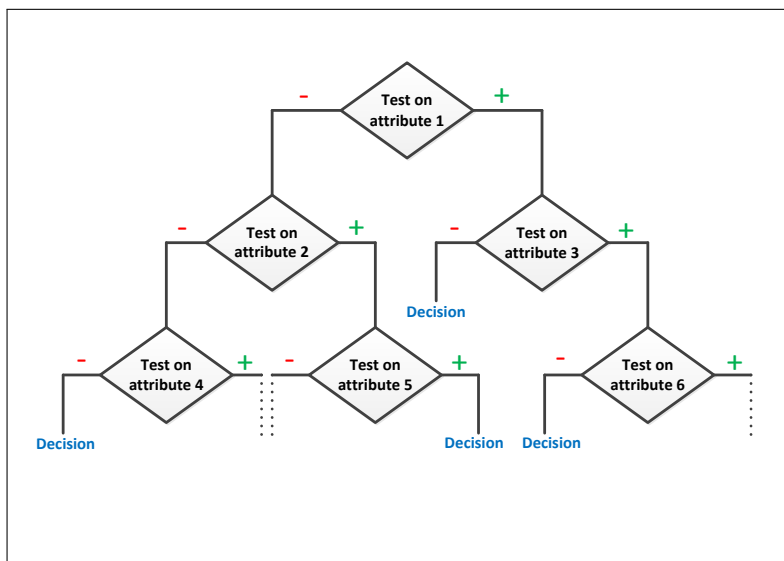 - +
Test on
attribute 1
- +
Test on
attribute 2
- +
Test on
attribute 3
Decision
- +
Test on
attribute 4
- +
Test on
attribute 5
- +
Test on
attribute 6
Decision
Decision
Decision